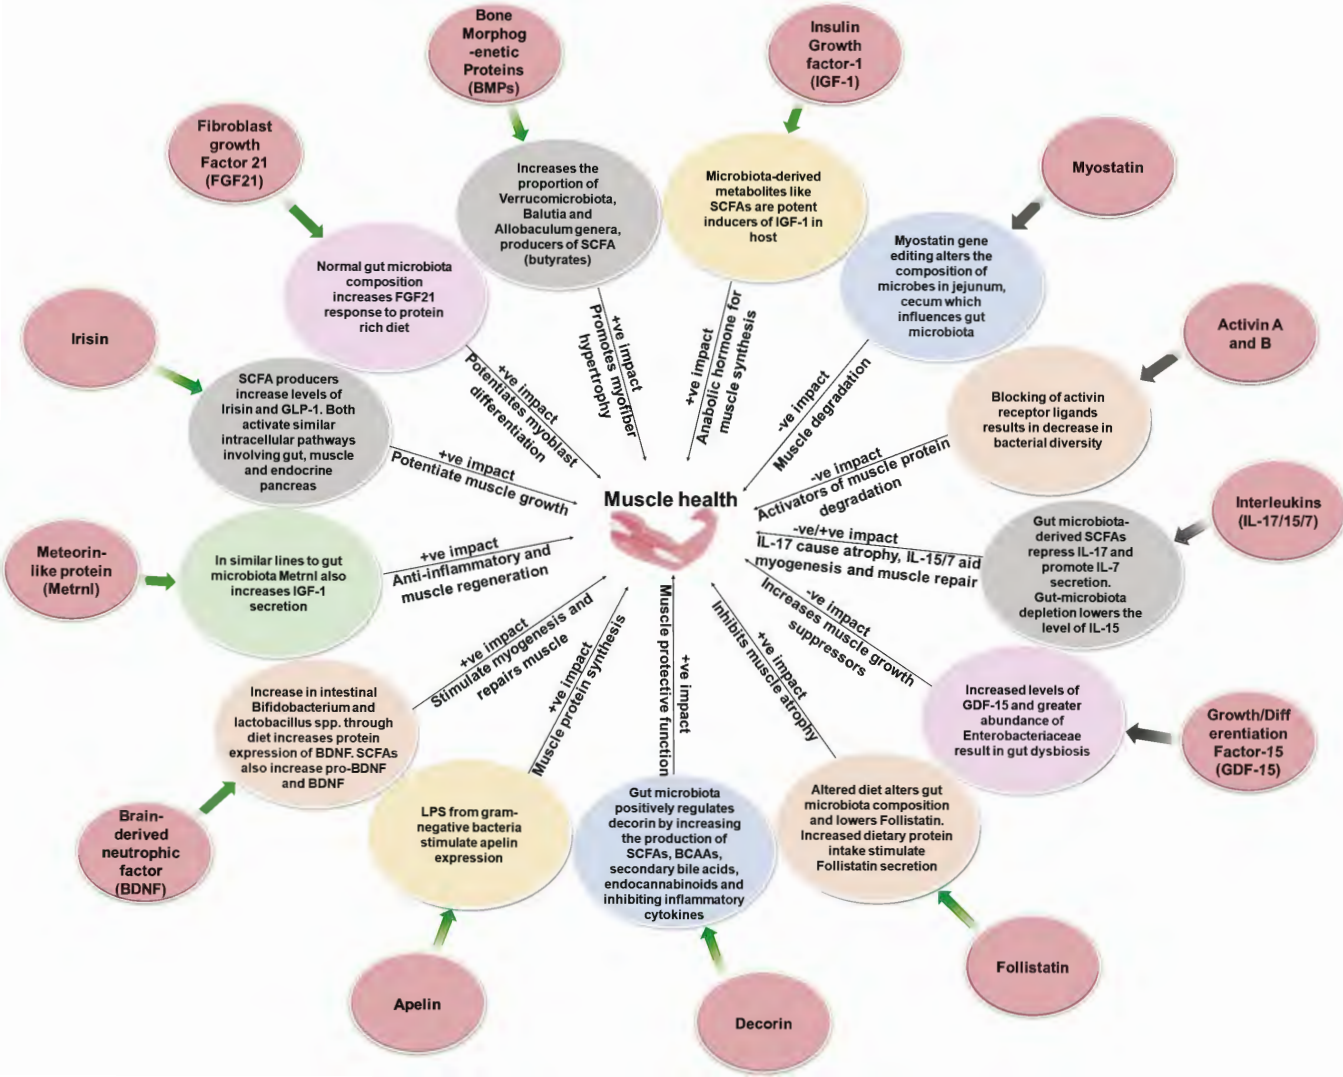 Bone
Morphog
-enetic
Proteins
(BMPs)
Insulin
Growth
factor-1
(IGF-1)
Fibroblast
growth
Factor 21
(FGF21)
Myostatin
Increases the
proportion of
Verrucomicrobiota,
Balutia and
Allobaculum genera,
producers of SCFA
(butyrates)
Microbiota-derived
metabolites like
SCFAs are potent
inducers of IGF-1 in
host
Normal gut microbiota
composition
increases FGF21
response to protein
rich diet
Myostatin gene
editing alters the
composition of
microbes in jejunum,
cecum which
influences gut
microbiota
Irisin
Activin A
and B
SCFA producers
increase levels of
Irisin and GLP-1. Both
activate similar
intracellular pathways
involving gut, muscle
and endocrine
pancreas
Blocking of activin
receptor ligands
results in decrease in
bacterial diversity
+ve impact
Potentiates myoblast
differentiation
+ve impact
Promotes myofiber
hypertrophy
+ve impact
Anabolic hormone for
muscle synthesis
-ve impact
Muscle degradation
+ve impact
Potentiate muscle growth
-ve impact
Activators of muscle protein
degradation
Muscle health
Interleukins
(IL-17/15/7)
Gut microbiota-
derived SCFAs
repress IL-17 and
promote IL-7
secretion.
Gut-microbiota
depletion lowers the
level of IL-15
-ve/+ve impact
IL-17 cause atrophy, IL-15/7 aid
myogenesis and muscle repair
Meteorin-
like protein
(Metrnl)
In similar lines to gut
microbiota Metrnl also
increases IGF-1
secretion
+ve impact
Anti-inflammatory and
muscle regeneration
-ve impact
Increases muscle growth
suppressors
+ve impact
Stimulate myogenesis and
repairs muscle
+ve impact
Muscle protein synthesis
+ve impact
Muscle protective function
+ve impact
Inhibits muscle atrophy
Increase in intestinal
Bifidobacterium and
lactobacillus spp. through
diet increases protein
expression of BDNF. SCFAs
also increase pro-BDNF
and BDNF
Increased levels of
GDF-15 and greater
abundance of
Enterobacteriaceae
result in gut dysbiosis
Growth/Diff
erentiation
Factor-15
(GDF-15)
Brain-
derived
neutrophic
factor
(BDNF)
LPS from gram-
negative bacteria
stimulate apelin
expression
Gut microbiota
positively regulates
decorin by increasing
the production of
SCFAs, BCAAs,
secondary bile acids,
endocannabinoids and
inhibiting inflammatory
cytokines
Altered diet alters gut
microbiota composition
and lowers Follistatin.
Increased dietary protein
intake stimulate
Follistatin secretion
Apelin
Decorin
Follistatin